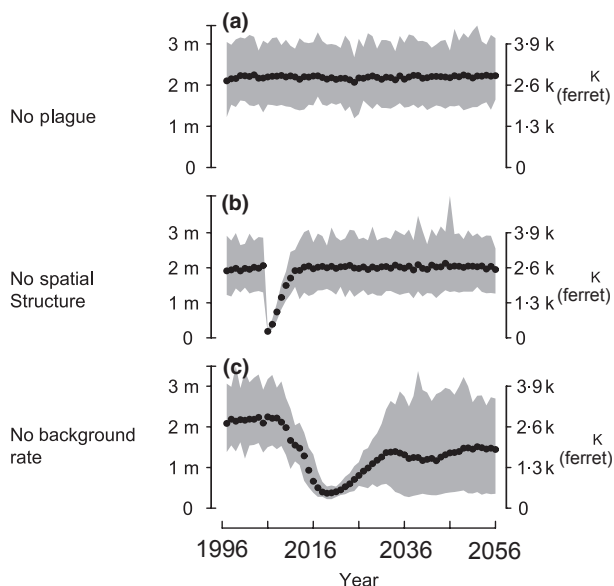 (a)
No plague
3 m
2 m
1 m
0
3·9 k
2·6 k
1·3 k
0
K
(ferret)
(b)
No spatial
Structure
3 m
2 m
1 m
0
3·9 k
2·6 k
1·3 k
0
K
(ferret)
(c)
No background
rate
3 m
2 m
1 m
0
3·9 k
2·6 k
1·3 k
0
K
(ferret)
1996 2016 2036 2056
Year